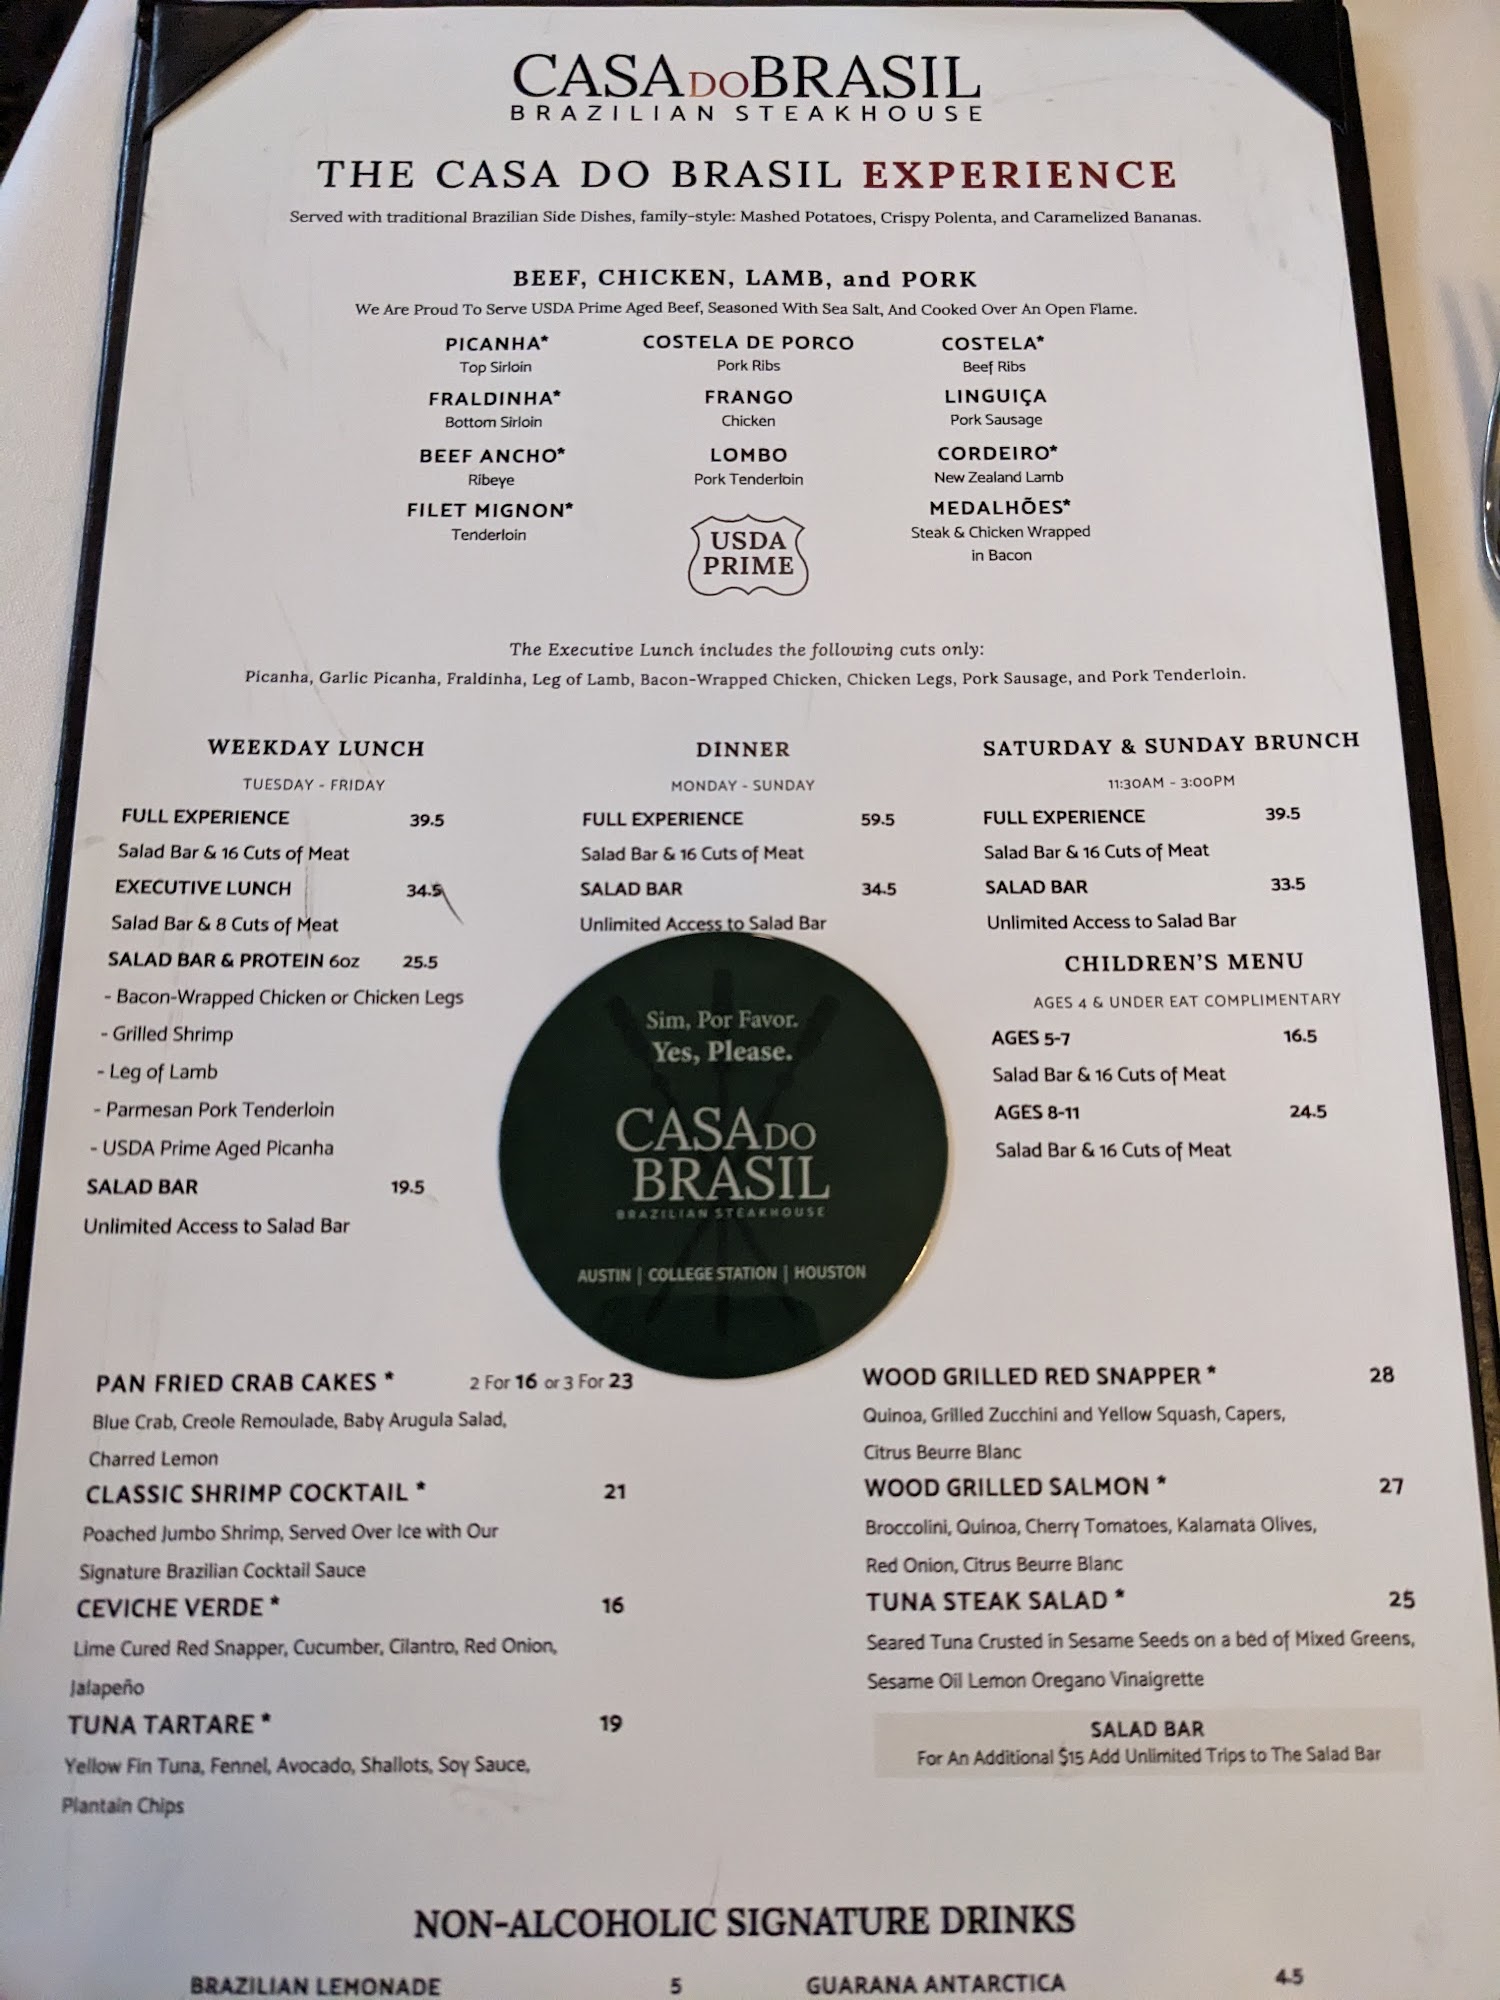 CASA DO BRASIL
BRAZILIAN STEAKHOUSE
THE CASA DO BRASIL EXPERIENCE
Served with traditional Brazilian Side Dishes, family-style: Mashed Potatoes, Crispy Polenta, and Caramelized Bananas.
BEEF, CHICKEN, LAMB, and PORK
We Are Proud To Serve USDA Prime Aged Beef, Seasoned With Sea Salt, And Cooked Over An Open Flame.
PICANHA*
Top Sirloin
FRALDINHA*
Bottom Sirloin
BEEF ANCHO*
Ribeye
FILET MIGNON*
Tenderloin
COSTELA DE PORCO
Pork Ribs
FRANGO
Chicken
LOMBO
Pork Tenderloin
USDA
PRIME
COSTELA*
Beef Ribs
LINGUIÇA
Pork Sausage
CORDEIRO*
New Zealand Lamb
MEDALHÕES*
Steak & Chicken Wrapped
in Bacon
The Executive Lunch includes the following cuts only:
Picanha, Garlic Picanha, Fraldinha, Leg of Lamb, Bacon-Wrapped Chicken, Chicken Legs, Pork Sausage, and Pork Tenderloin.
WEEKDAY LUNCH
TUESDAY - FRIDAY
FULL EXPERIENCE 39.5
Salad Bar & 16 Cuts of Meat
EXECUTIVE LUNCH 34.5
Salad Bar & 8 Cuts of Meat
SALAD BAR & PROTEIN 6oz 25.5
- Bacon-Wrapped Chicken or Chicken Legs
- Grilled Shrimp
- Leg of Lamb
- Parmesan Pork Tenderloin
- USDA Prime Aged Picanha
SALAD BAR 19.5
Unlimited Access to Salad Bar
DINNER
MONDAY - SUNDAY
FULL EXPERIENCE 59.5
Salad Bar & 16 Cuts of Meat
SALAD BAR 34.5
Unlimited Access to Salad Bar
Sim, Por Favor.
Yes, Please.
CASA DO
BRASIL
BRAZILIAN STEAKHOUSE
AUSTIN | COLLEGE STATION | HOUSTON
SATURDAY & SUNDAY BRUNCH
11:30AM - 3:00PM
FULL EXPERIENCE 39.5
Salad Bar & 16 Cuts of Meat
SALAD BAR 33.5
Unlimited Access to Salad Bar
CHILDREN'S MENU
AGES 4 & UNDER EAT COMPLIMENTARY
AGES 5-7 16.5
Salad Bar & 16 Cuts of Meat
AGES 8-11 24.5
Salad Bar & 16 Cuts of Meat
PAN FRIED CRAB CAKES * 2 For 16 or 3 For 23
Blue Crab, Creole Remoulade, Baby Arugula Salad,
Charred Lemon
CLASSIC SHRIMP COCKTAIL * 21
Poached Jumbo Shrimp, Served Over Ice with Our
Signature Brazilian Cocktail Sauce
CEVICHE VERDE * 16
Lime Cured Red Snapper, Cucumber, Cilantro, Red Onion,
Jalapeño
TUNA TARTARE * 19
Yellow Fin Tuna, Fennel, Avocado, Shallots, Soy Sauce,
Plantain Chips
WOOD GRILLED RED SNAPPER * 28
Quinoa, Grilled Zucchini and Yellow Squash, Capers,
Citrus Beurre Blanc
WOOD GRILLED SALMON * 27
Broccolini, Quinoa, Cherry Tomatoes, Kalamata Olives,
Red Onion, Citrus Beurre Blanc
TUNA STEAK SALAD * 25
Seared Tuna Crusted in Sesame Seeds on a bed of Mixed Greens,
Sesame Oil Lemon Oregano Vinaigrette
SALAD BAR
For An Additional $15 Add Unlimited Trips to The Salad Bar
NON-ALCOHOLIC SIGNATURE DRINKS
BRAZILIAN LEMONADE 5
GUARANA ANTARCTICA 4.5